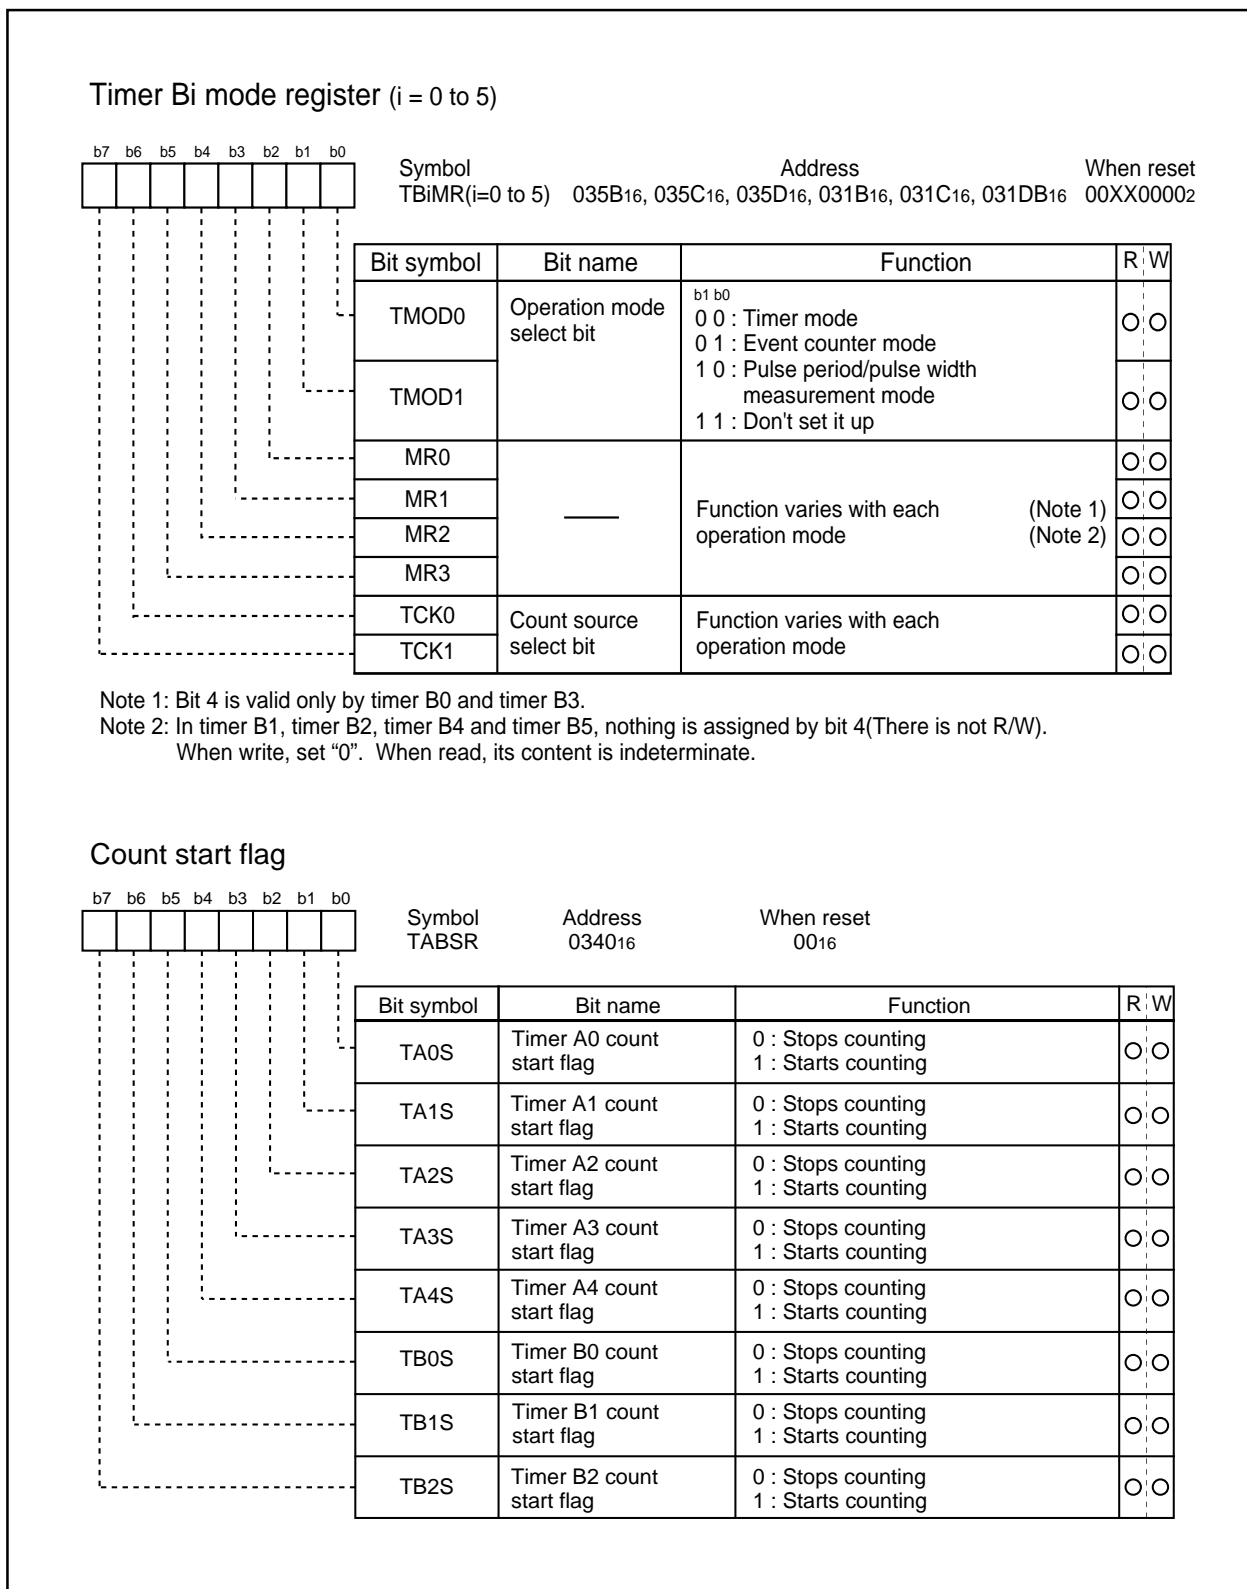 Timer Bi mode register (i = 0 to 5)
b7 b6 b5 b4 b3 b2 b1 b0
Symbol Address When reset
TBiMR(i=0 to 5) 035B16, 035C16, 035D16, 031B16, 031C16, 031DB16 00XX00002
Bit symbol Bit name Function R W
TMOD0 Operation mode select bit
b1 b0
0 0 : Timer mode
0 1 : Event counter mode
TMOD1
1 0 : Pulse period/pulse width
measurement mode
1 1 : Don't set it up
MR0
MR1
MR2
MR3
Function varies with each (Note 1)
operation mode (Note 2)
TCK0
TCK1
Count source
select bit
Function varies with each
operation mode
Note 1: Bit 4 is valid only by timer B0 and timer B3.
Note 2: In timer B1, timer B2, timer B4 and timer B5, nothing is assigned by bit 4(There is not R/W).
When write, set “0”. When read, its content is indeterminate.
Count start flag
b7 b6 b5 b4 b3 b2 b1 b0
Symbol Address When reset
TABSR 034016 0016
Bit symbol Bit name Function R W
TA0S
Timer A0 count
start flag
0 : Stops counting
1 : Starts counting
TA1S
Timer A1 count
start flag
0 : Stops counting
1 : Starts counting
TA2S
Timer A2 count
start flag
0 : Stops counting
1 : Starts counting
TA3S
Timer A3 count
start flag
0 : Stops counting
1 : Starts counting
TA4S
Timer A4 count
start flag
0 : Stops counting
1 : Starts counting
TB0S
Timer B0 count
start flag
0 : Stops counting
1 : Starts counting
TB1S
Timer B1 count
start flag
0 : Stops counting
1 : Starts counting
TB2S
Timer B2 count
start flag
0 : Stops counting
1 : Starts counting